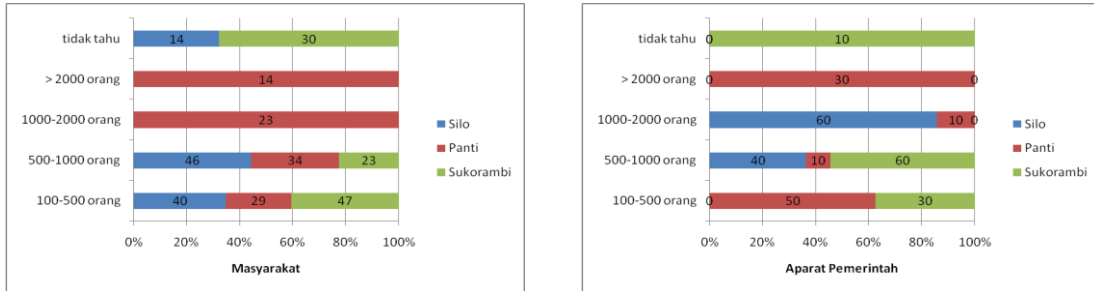 tidak tahu 14 30
> 2000 orang 14
1000-2000 orang 23
500-1000 orang 46 34 23
100-500 orang 40 29 47
0% 20% 40% 60% 80% 100%
Masyarakat
Silo
Panti
Sukorambi
tidak tahu 0 10
> 2000 orang 0 30 0
1000-2000 orang 60 10 0
500-1000 orang 40 10 60
100-500 orang 0 50 30
0% 20% 40% 60% 80% 100%
Aparat Pemerintah
Silo
Panti
Sukorambi